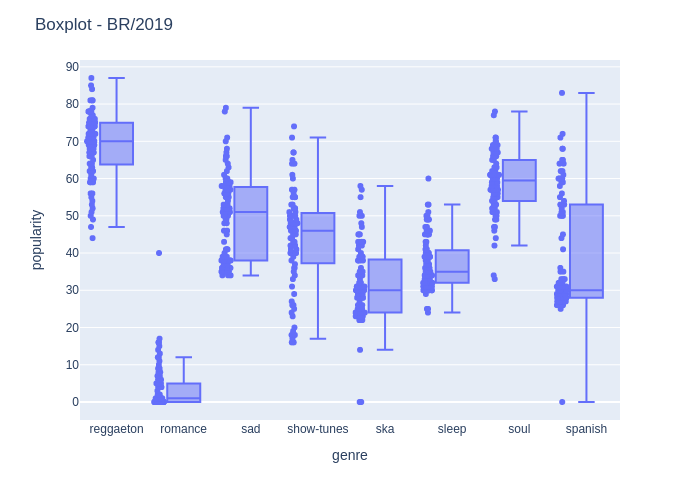 Boxplot - BR/2019
90
80
70
60
50
40
30
20
10
0
popularity
reggaeton romance sad show-tunes ska sleep soul spanish
genre